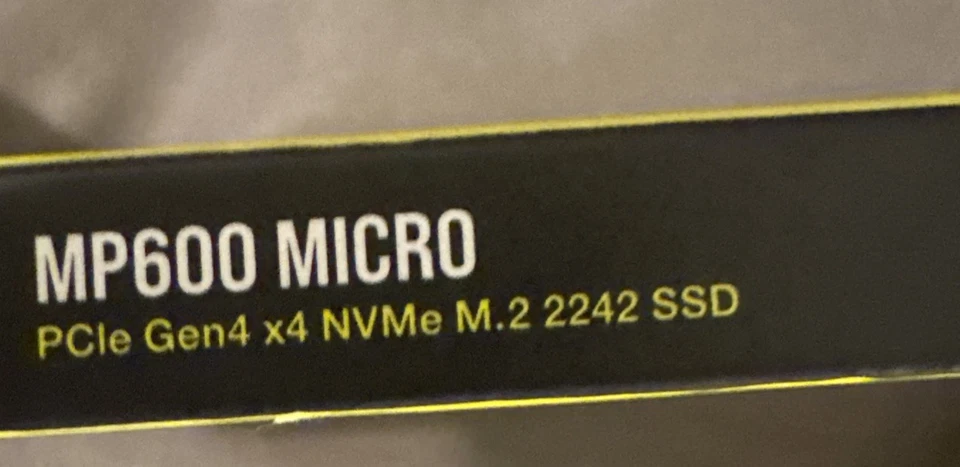 MP600 MICRO
PCIe Gen4 x4 NVMe M.2 2242 SSD